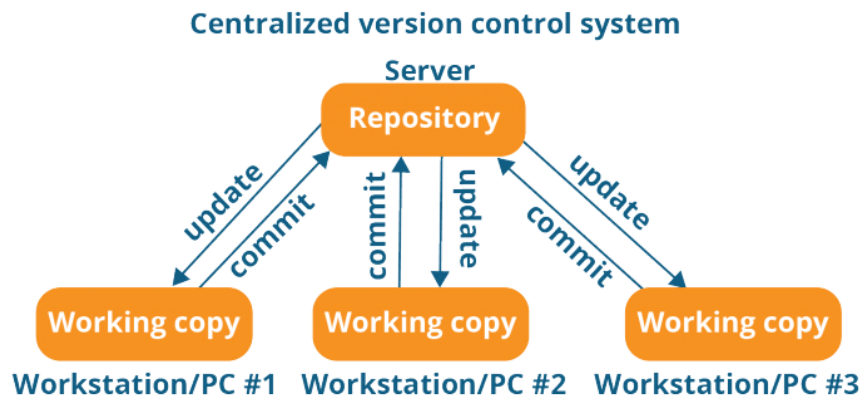 Centralized version control system
Server
Repository
update
commit
commit
update
update
commit
Working copy
Working copy
Working copy
Workstation/PC #1
Workstation/PC #2
Workstation/PC #3